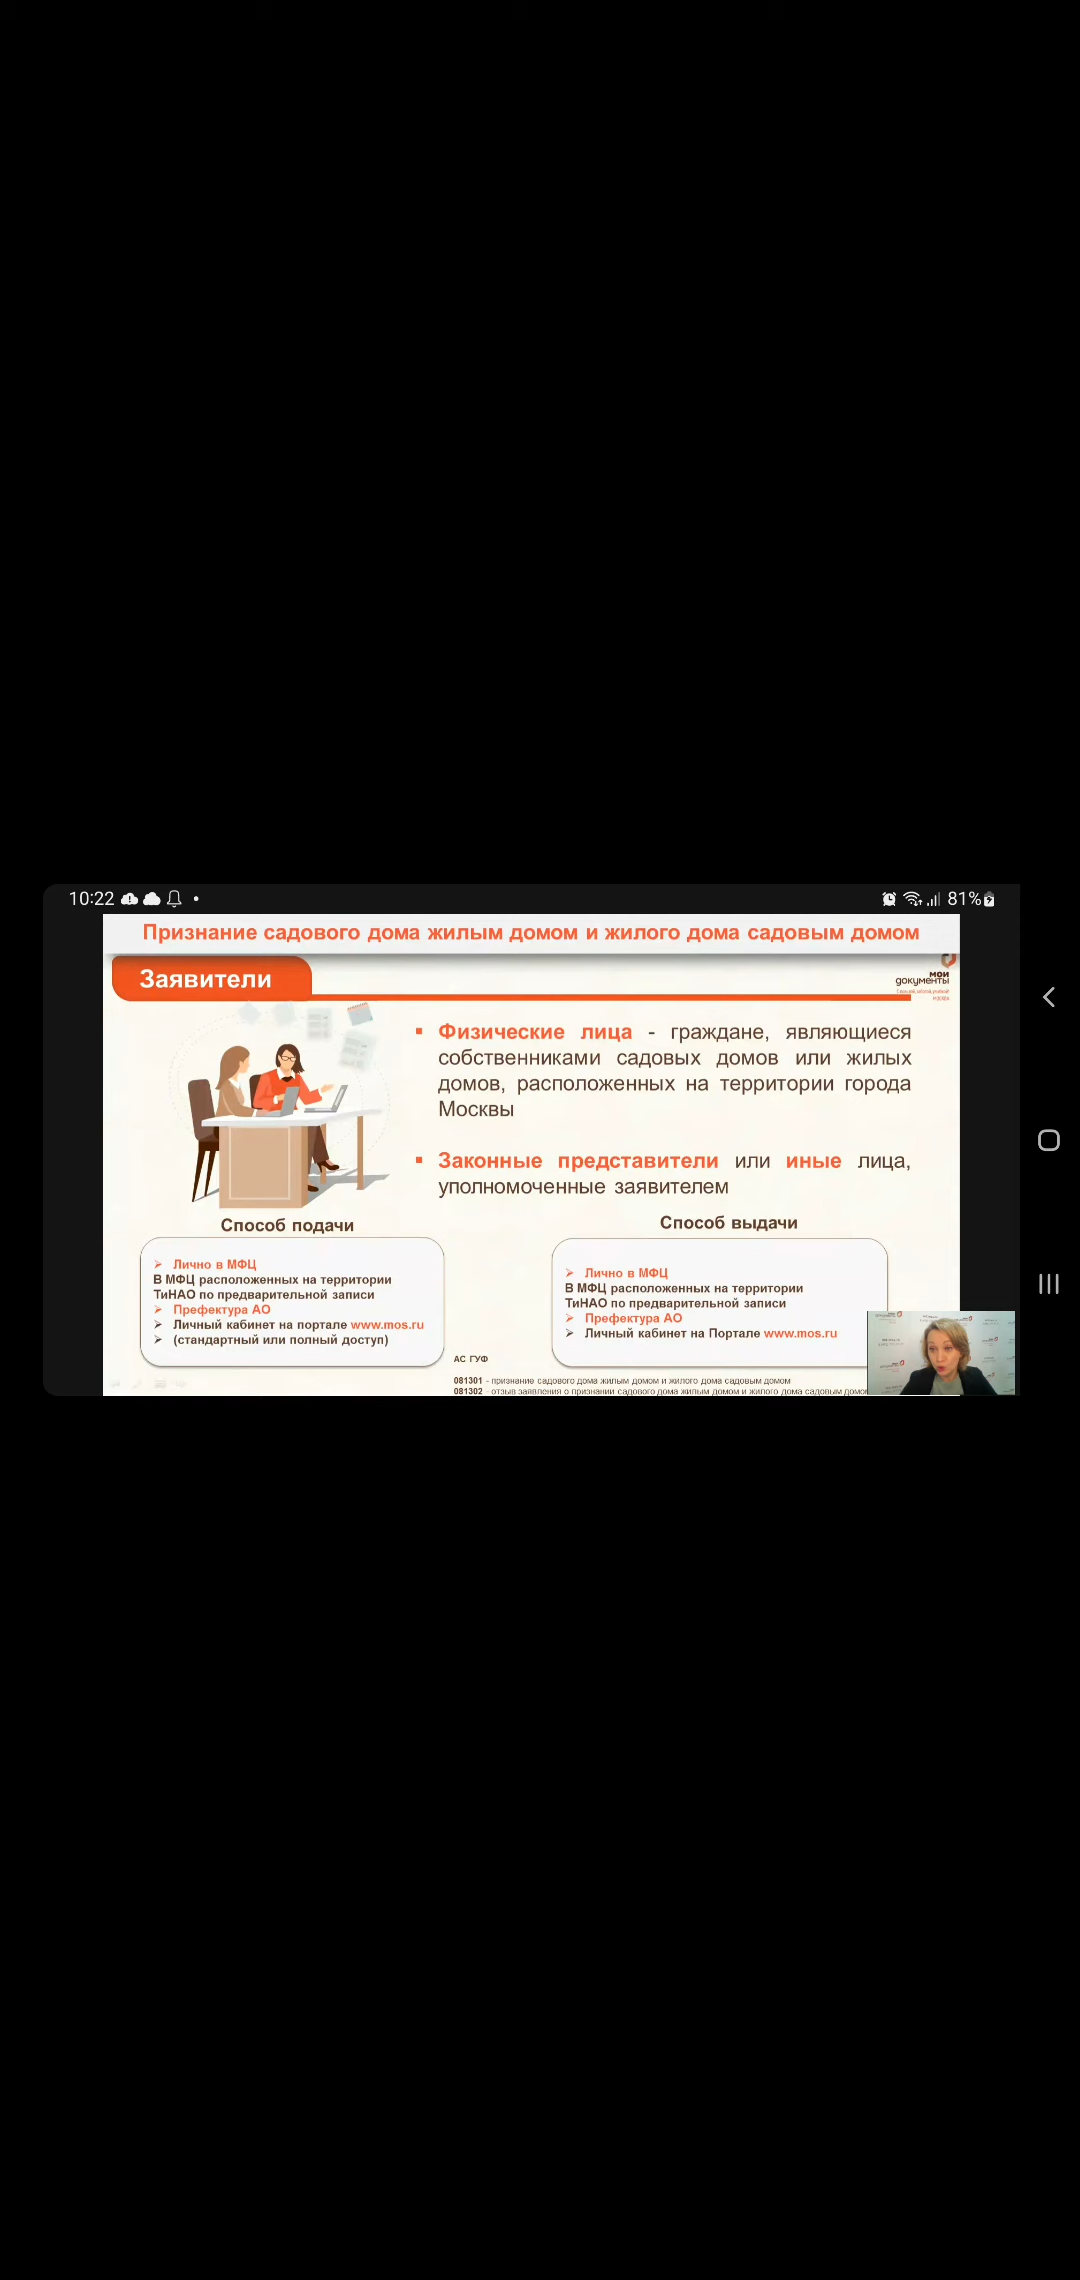 10:22
81%
Признание садового дома жилым домом и жилого дома садовым домом
Заявители
мои
документы
▪ Физические лица - граждане, являющиеся
собственниками садовых домов или жилых
домов, расположенных на территории города
Москвы
▪ Законные представители или иные лица,
уполномоченные заявителем
Способ подачи
➢ Лично в МФЦ
В МФЦ расположенных на территории
ТиНАО по предварительной записи
➢ Префектура АО
➢ Личный кабинет на портале www.mos.ru
➢ (стандартный или полный доступ)
Способ выдачи
➢ Лично в МФЦ
В МФЦ расположенных на территории
ТиНАО по предварительной записи
➢ Префектура АО
➢ Личный кабинет на Портале www.mos.ru
АС ГУФ
081301 - признание садового дома жилым домом и жилого дома садовым домом
081302 - отзыв заявления о признании садового дома жилым домом и жилого дома садовым домом